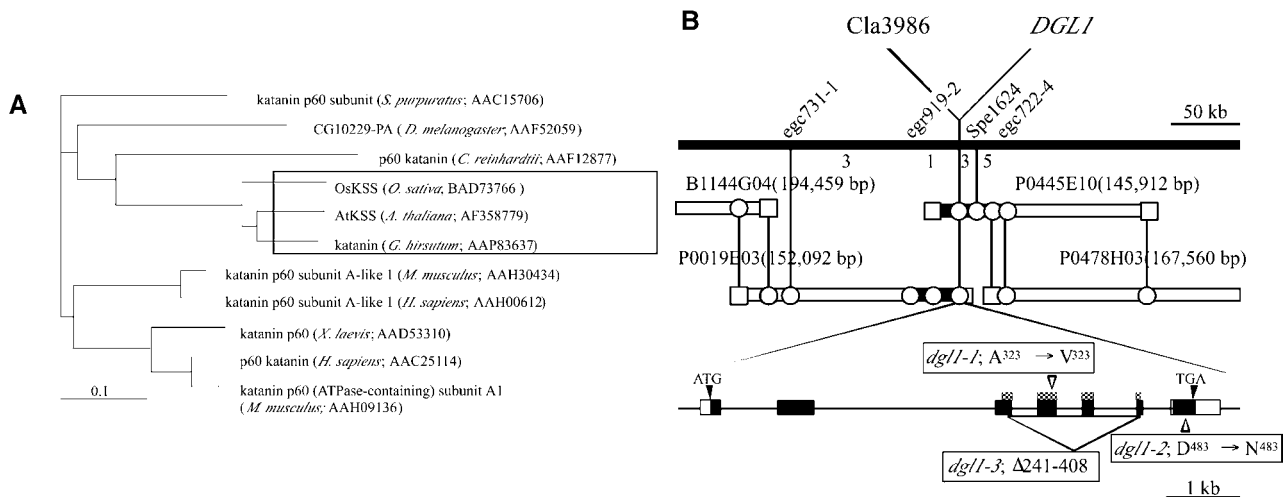 A
katanin p60 subunit (S. purpuratus; AAC15706)
CG10229-PA (D. melanogaster; AAF52059)
p60 katanin (C. reinhardtii; AAF12877)
OsKSS (O. sativa; BAD73766)
AtKSS (A. thaliana; AF358779)
katanin (G. hirsutum; AAP83637)
katanin p60 subunit A-like 1 (M. musculus; AAH30434)
katanin p60 subunit A-like 1 (H. sapiens; AAH00612)
katanin p60 (X. laevis; AAD53310)
p60 katanin (H. sapiens; AAC25114)
katanin p60 (ATPase-containing) subunit A1
(M. musculus; AAH09136)
0.1
B
Cla3986
DGL1
egc731-1
egr919-2
Spe1624
egc722-4
50 kb
3
1
3
5
B1144G04(194,459 bp)
P0445E10(145,912 bp)
P0019E03(152,092 bp)
P0478H03(167,560 bp)
dgl1-1; A323 → V323
ATG
TGA
dgl1-3; Δ241-408
dgl1-2; D483 → N483
1 kb